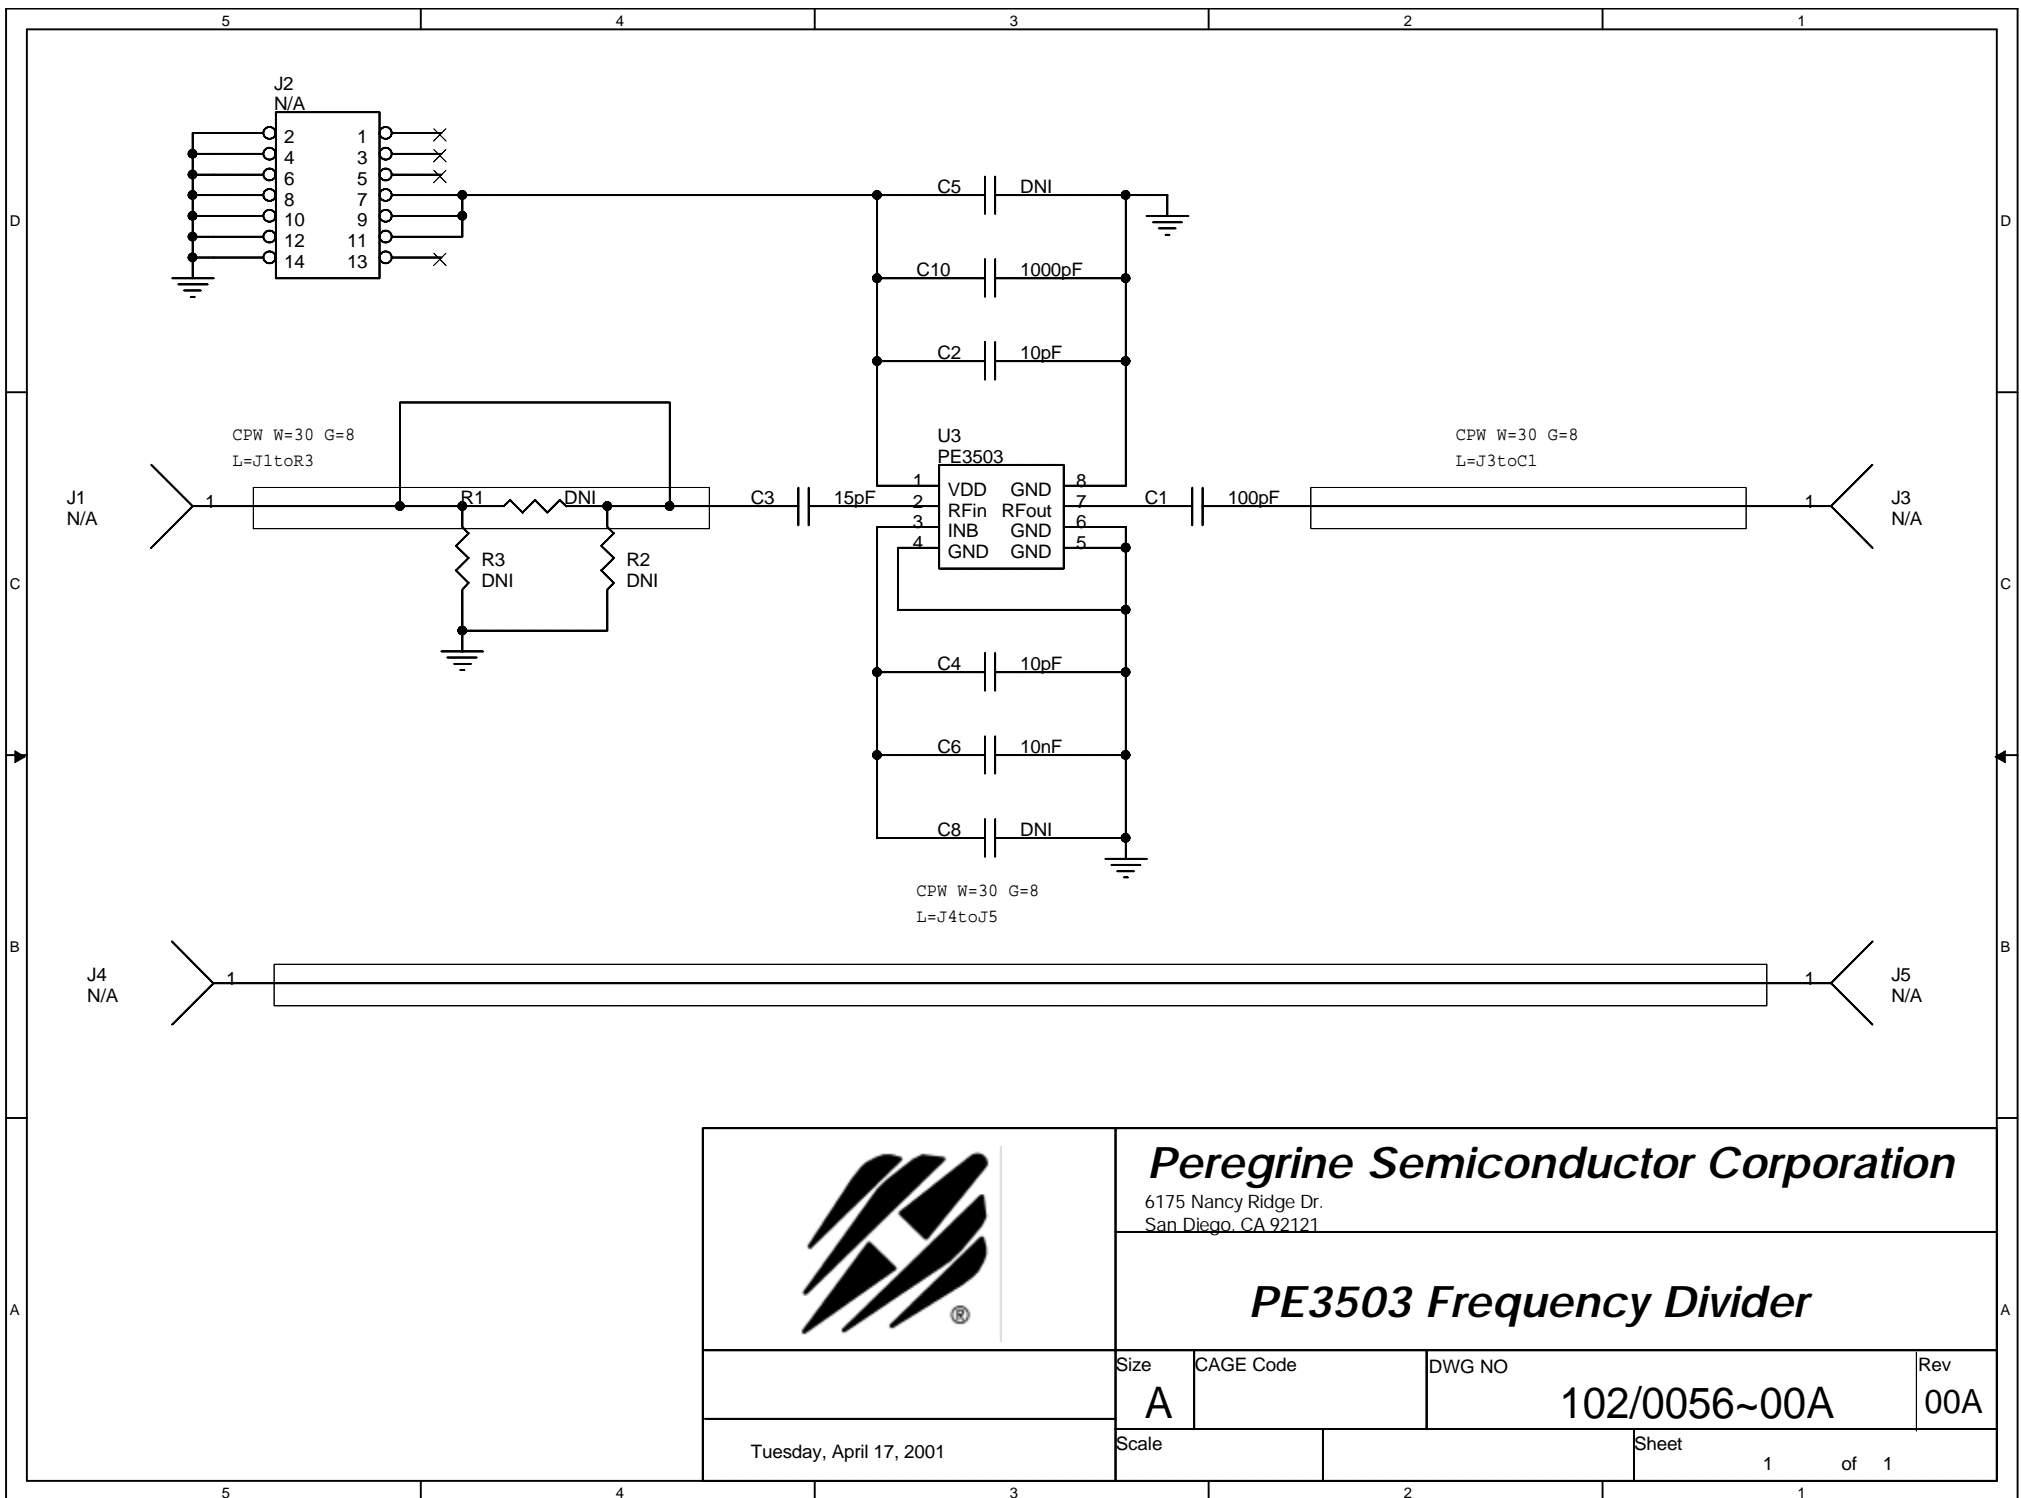 5 4 3 2 1
J2
N/A
2 1
4 3
6 5
8 7
10 9
12 11
14 13
C5 DNI
D D
C10 1000pF
C2 10pF
CPW W=30 G=8
L=J1toR3
U3
PE3503
CPW W=30 G=8
L=J3toC1
J1
N/A
1
R1 DNI
C3 15pF
1 VDD GND 8
2 RFin RFout 7
3 INB GND 6
4 GND GND 5
C1 100pF
1
J3
N/A
R3
DNI
R2
DNI
C C
C4 10pF
C6 10nF
C8 DNI
CPW W=30 G=8
L=J4toJ5
B B
J4
N/A
1
1
J5
N/A
Peregrine Semiconductor Corporation
6175 Nancy Ridge Dr.
San Diego, CA 92121
PE3503 Frequency Divider
A A
®
Size
A
CAGE Code
DWG NO
102/0056~00A
Rev
00A
Tuesday, April 17, 2001
Scale
Sheet
1 of 1
5 4 3 2 1